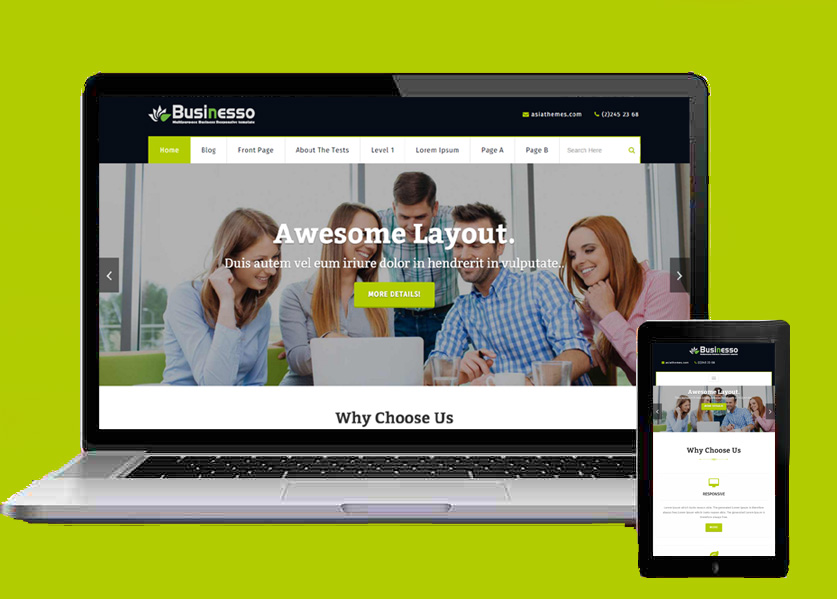 Businesso
Multipurpose Business Responsive template
asiathemes.com (2)245 23 68
Home Blog Front Page About The Tests Level 1 Lorem Ipsum Page A Page B Search Here
Awesome Layout.
Duis autem vel eum iriure dolor in hendrerit in vulputate..
MORE DETAILS!
Why Choose Us
Businesso
asiathemes.com (2)245 23 68
Awesome Layout.
Why Choose Us
RESPONSIVE